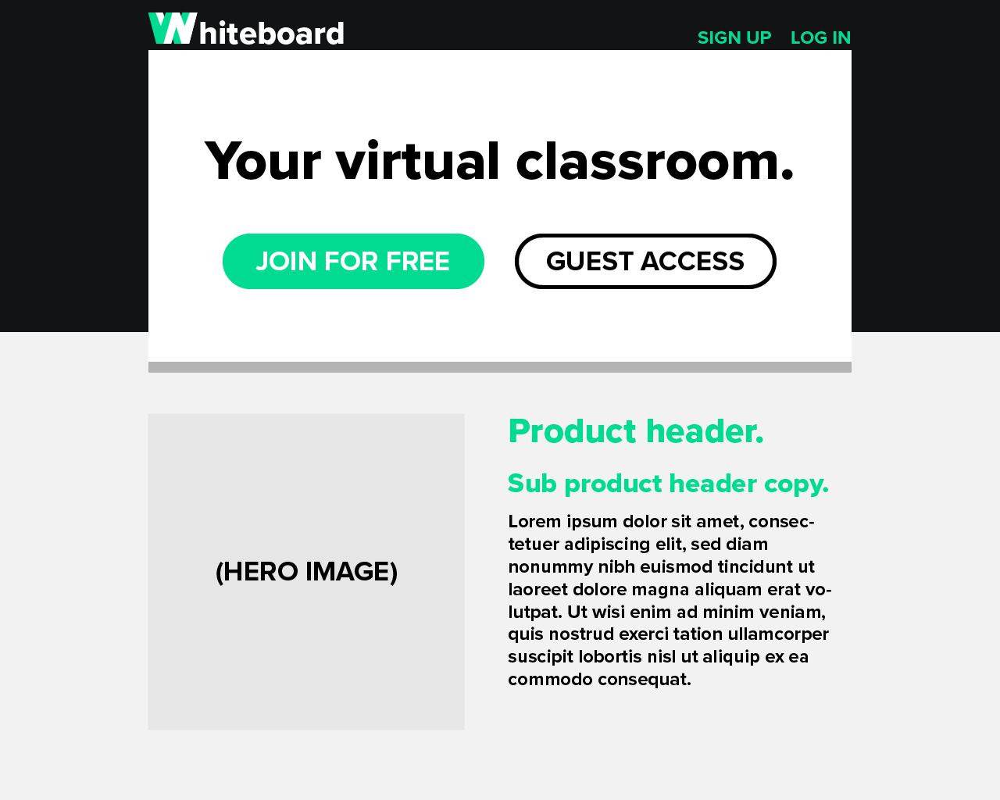 Whiteboard
SIGN UP LOG IN
Your virtual classroom.
JOIN FOR FREE GUEST ACCESS
(HERO IMAGE)
Product header.
Sub product header copy.
Lorem ipsum dolor sit amet, consec-
tetuer adipiscing elit, sed diam
nonummy nibh euismod tincidunt ut
laoreet dolore magna aliquam erat vo-
lutpat. Ut wisi enim ad minim veniam,
quis nostrud exerci tation ullamcorper
suscipit lobortis nisl ut aliquip ex ea
commodo consequat.